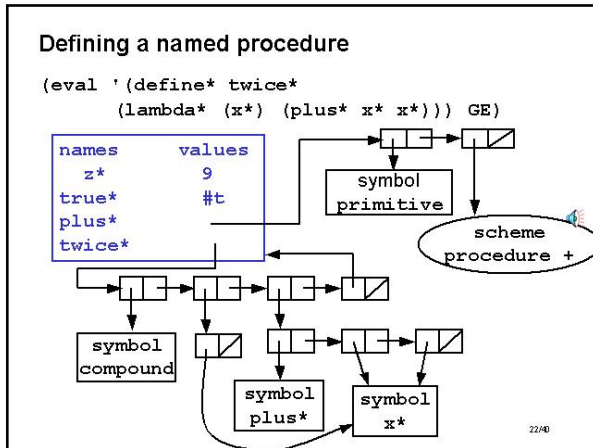 Defining a named procedure
(eval '(define* twice*
(lambda* (x*) (plus* x* x*))) GE)
names values
z* 9
true* #t
plus*
twice*
symbol
primitive
scheme
procedure +
symbol
compound
symbol
plus*
symbol
x*
22/40